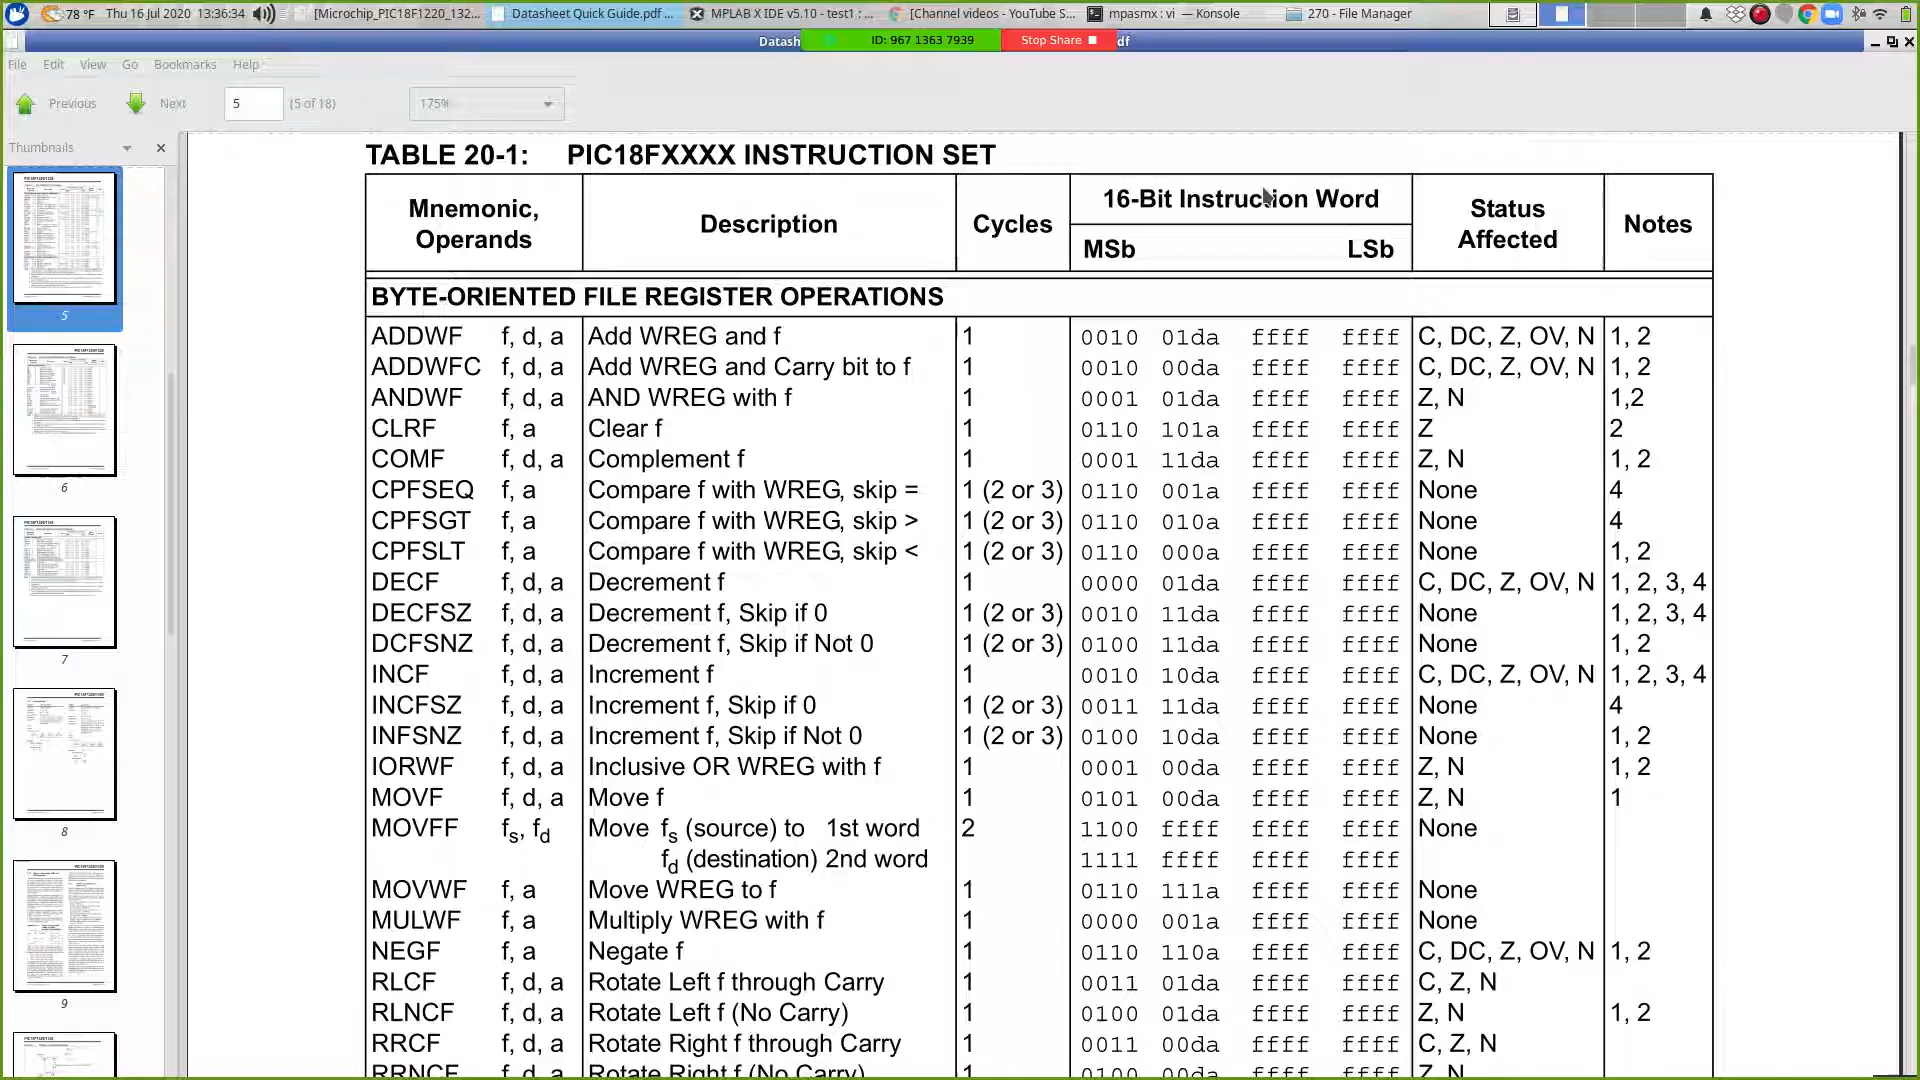 78 °F Thu 16 Jul 2020 13:36:34 [Microchip_PIC18F1220_132... Datasheet Quick Guide.pdf ... MPLAB X IDE v5.10 - test1 : ... [Channel videos - YouTube S... mpasmx : vi — Konsole 270 - File Manager
Datash ID: 967 1363 7939 Stop Share df
File Edit View Go Bookmarks Help
Previous Next 5 (5 of 18) 175%
Thumbnails
5
6
7
8
9
TABLE 20-1: PIC18FXXXX INSTRUCTION SET
Mnemonic, Operands Description Cycles 16-Bit Instruction Word Status Affected Notes
MSb LSb
BYTE-ORIENTED FILE REGISTER OPERATIONS
ADDWF f, d, a Add WREG and f 1 0010 01da ffff ffff C, DC, Z, OV, N 1, 2
ADDWFC f, d, a Add WREG and Carry bit to f 1 0010 00da ffff ffff C, DC, Z, OV, N 1, 2
ANDWF f, d, a AND WREG with f 1 0001 01da ffff ffff Z, N 1,2
CLRF f, a Clear f 1 0110 101a ffff ffff Z 2
COMF f, d, a Complement f 1 0001 11da ffff ffff Z, N 1, 2
CPFSEQ f, a Compare f with WREG, skip = 1 (2 or 3) 0110 001a ffff ffff None 4
CPFSGT f, a Compare f with WREG, skip > 1 (2 or 3) 0110 010a ffff ffff None 4
CPFSLT f, a Compare f with WREG, skip < 1 (2 or 3) 0110 000a ffff ffff None 1, 2
DECF f, d, a Decrement f 1 0000 01da ffff ffff C, DC, Z, OV, N 1, 2, 3, 4
DECFSZ f, d, a Decrement f, Skip if 0 1 (2 or 3) 0010 11da ffff ffff None 1, 2, 3, 4
DCFSNZ f, d, a Decrement f, Skip if Not 0 1 (2 or 3) 0100 11da ffff ffff None 1, 2
INCF f, d, a Increment f 1 0010 10da ffff ffff C, DC, Z, OV, N 1, 2, 3, 4
INCFSZ f, d, a Increment f, Skip if 0 1 (2 or 3) 0011 11da ffff ffff None 4
INFSNZ f, d, a Increment f, Skip if Not 0 1 (2 or 3) 0100 10da ffff ffff None 1, 2
IORWF f, d, a Inclusive OR WREG with f 1 0001 00da ffff ffff Z, N 1, 2
MOVF f, d, a Move f 1 0101 00da ffff ffff Z, N 1
MOVFF fs, fd Move fs (source) to 1st word 2 1100 ffff ffff ffff None
fd (destination) 2nd word 1111 ffff ffff ffff
MOVWF f, a Move WREG to f 1 0110 111a ffff ffff None
MULWF f, a Multiply WREG with f 1 0000 001a ffff ffff None
NEGF f, a Negate f 1 0110 110a ffff ffff C, DC, Z, OV, N 1, 2
RLCF f, d, a Rotate Left f through Carry 1 0011 01da ffff ffff C, Z, N
RLNCF f, d, a Rotate Left f (No Carry) 1 0100 01da ffff ffff Z, N 1, 2
RRCF f, d, a Rotate Right f through Carry 1 0011 00da ffff ffff C, Z, N
RRNCF f, d, a Rotate Right f (No Carry) 1 0100 00da ffff ffff Z, N